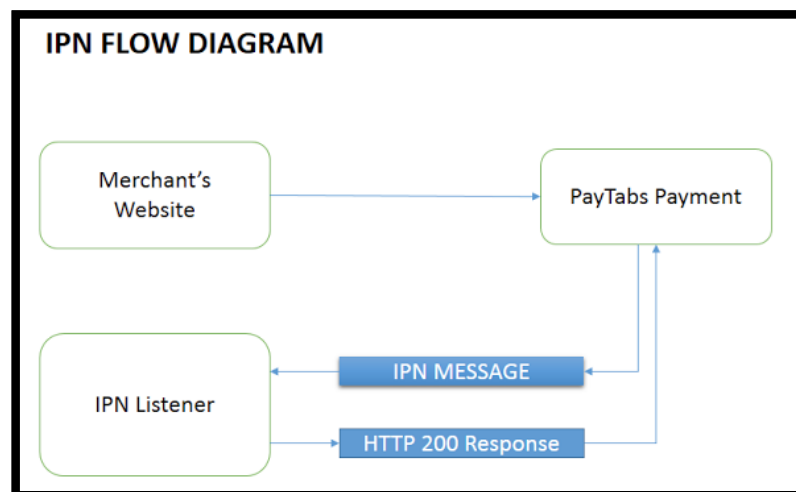 IPN FLOW DIAGRAM
Merchant's
Website
PayTabs Payment
IPN MESSAGE
IPN Listener
HTTP 200 Response